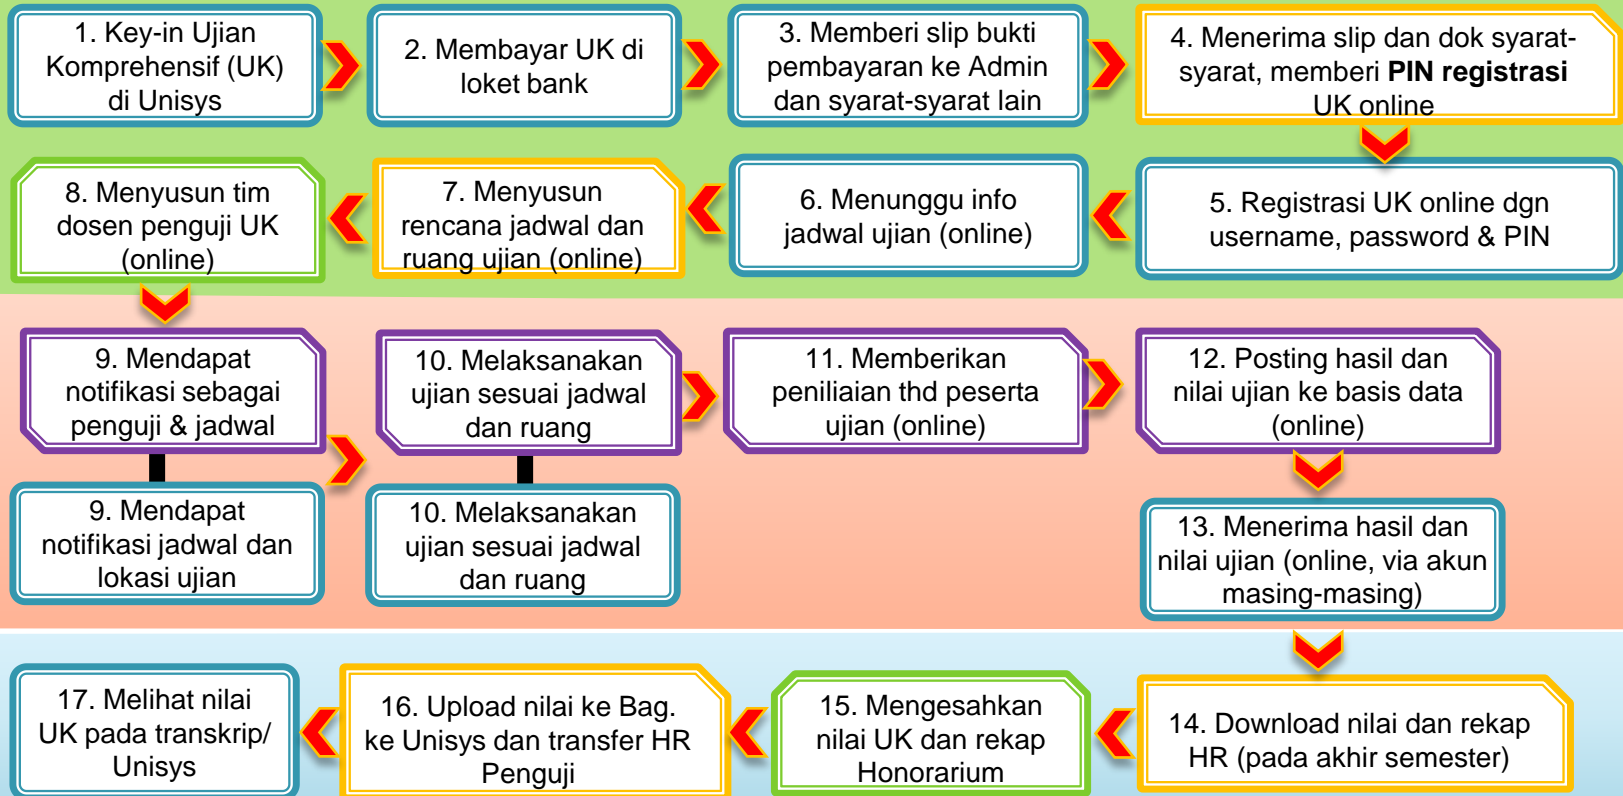 1. Key-in Ujian
Komprehensif (UK)
di Unisys
2. Membayar UK di
loket bank
3. Memberi slip bukti
pembayaran ke Admin
dan syarat-syarat lain
4. Menerima slip dan dok syarat-
syarat, memberi PIN registrasi
UK online
5. Registrasi UK online dgn
username, password & PIN
6. Menunggu info
jadwal ujian (online)
7. Menyusun
rencana jadwal dan
ruang ujian (online)
8. Menyusun tim
dosen penguji UK
(online)
9. Mendapat
notifikasi sebagai
penguji & jadwal
9. Mendapat
notifikasi jadwal dan
lokasi ujian
10. Melaksanakan
ujian sesuai jadwal
dan ruang
10. Melaksanakan
ujian sesuai jadwal
dan ruang
11. Memberikan
peniliaian thd peserta
ujian (online)
12. Posting hasil dan
nilai ujian ke basis data
(online)
13. Menerima hasil dan
nilai ujian (online, via akun
masing-masing)
14. Download nilai dan rekap
HR (pada akhir semester)
15. Mengesahkan
nilai UK dan rekap
Honorarium
16. Upload nilai ke Bag.
ke Unisys dan transfer HR
Penguji
17. Melihat nilai
UK pada transkrip/
Unisys